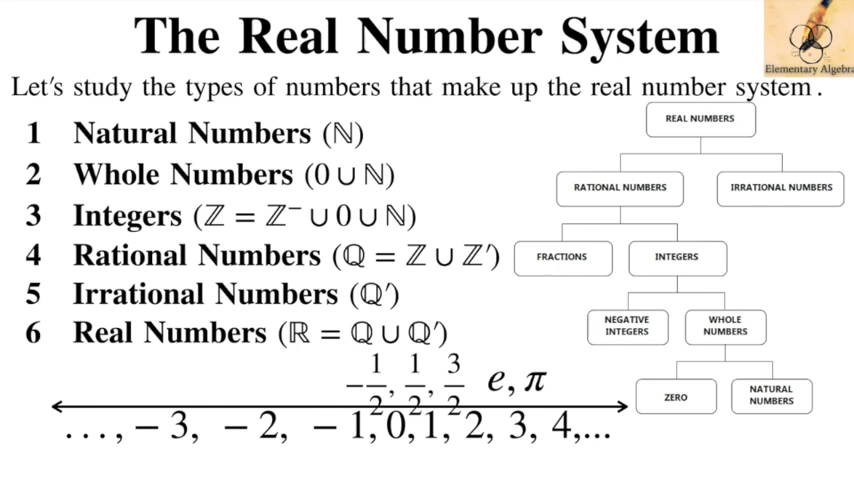 The Real Number System
Elementary Algebra
Let's study the types of numbers that make up the real number system.
1 Natural Numbers (ℕ)
2 Whole Numbers (0 ∪ ℕ)
3 Integers (ℤ = ℤ⁻ ∪ 0 ∪ ℕ)
4 Rational Numbers (ℚ = ℤ ∪ ℤ′)
5 Irrational Numbers (ℚ′)
6 Real Numbers (ℝ = ℚ ∪ ℚ′)
REAL NUMBERS
RATIONAL NUMBERS
IRRATIONAL NUMBERS
FRACTIONS
INTEGERS
NEGATIVE
INTEGERS
WHOLE
NUMBERS
ZERO
NATURAL
NUMBERS
−1/2, 1/2, 3/2 e, π
..., −3, −2, −1, 0, 1, 2, 3, 4,...